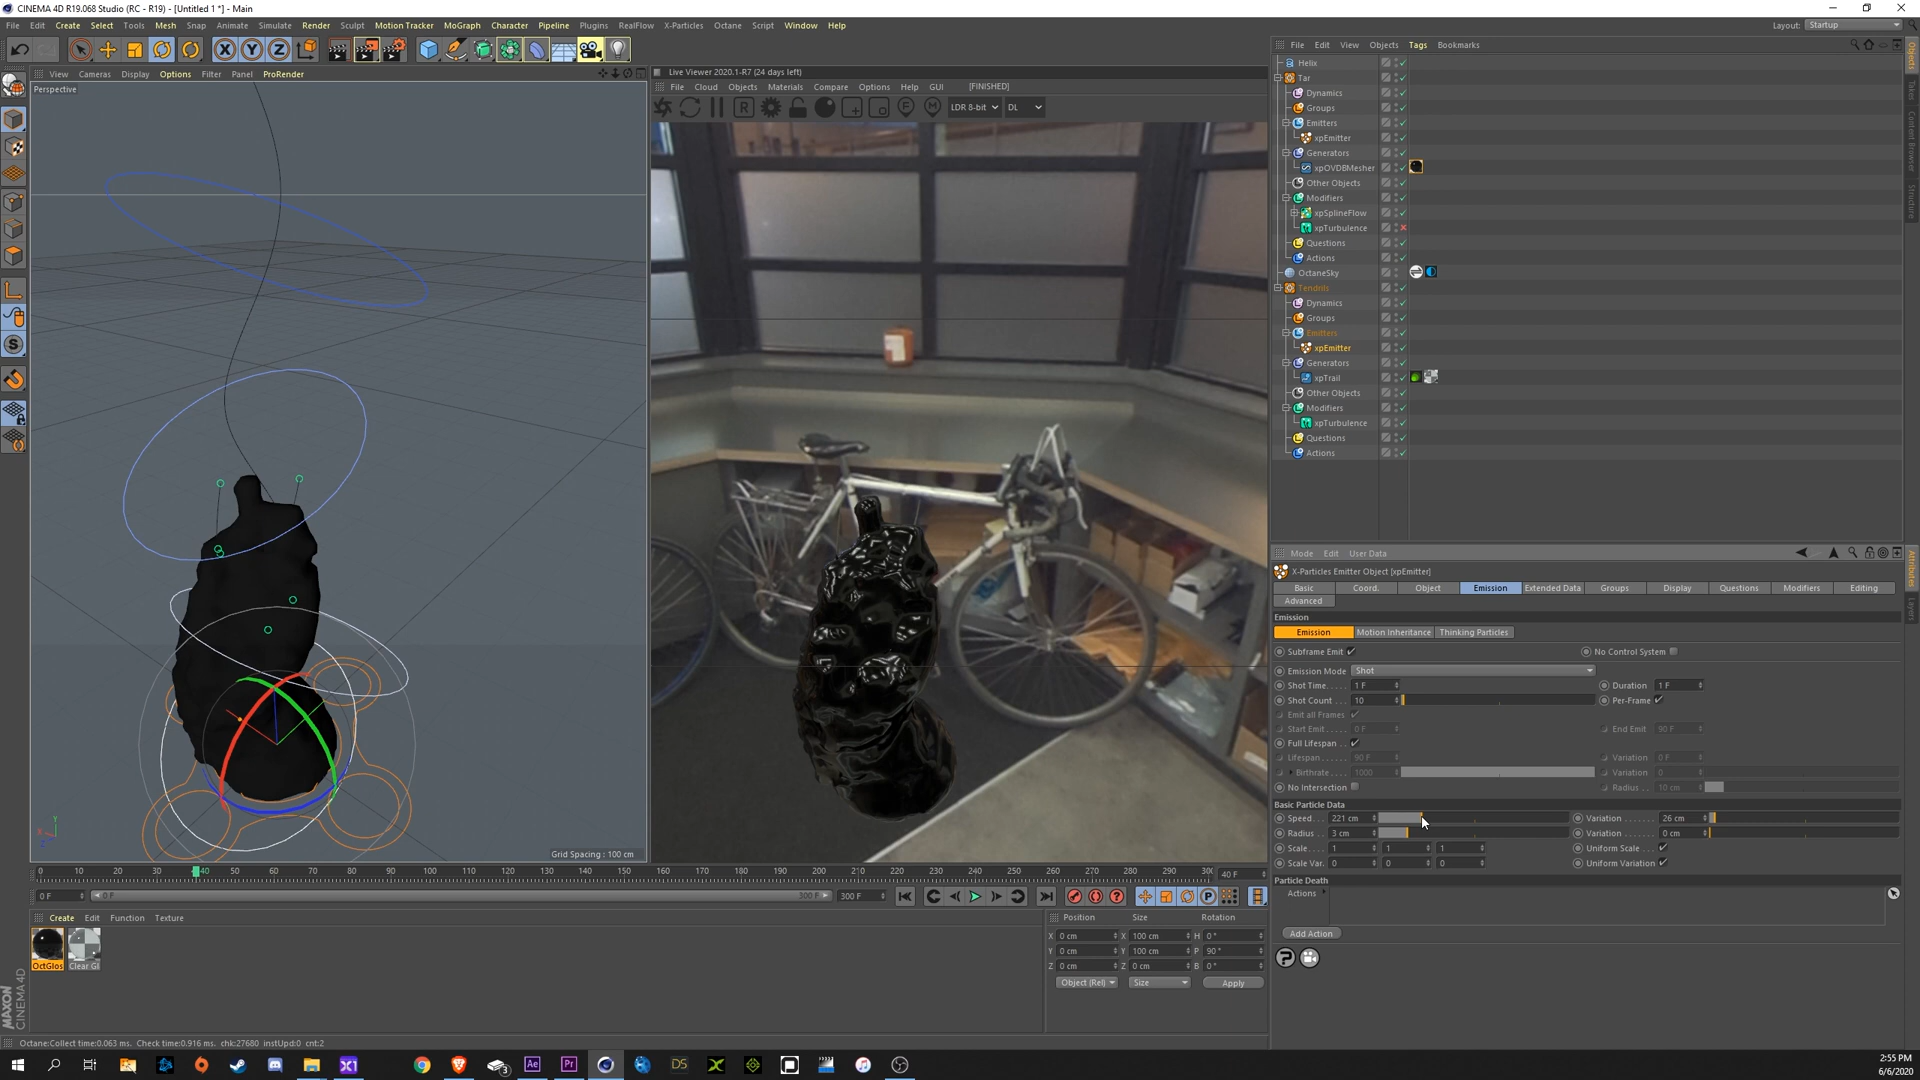 CINEMA 4D R19.068 Studio (RC - R19) - [Untitled 1 *] - Main
File Edit Create Select Tools Mesh Snap Animate Simulate Render Sculpt Motion Tracker MoGraph Character Pipeline Plugins RealFlow X-Particles Octane Script Window Help
Layout: Startup
View Cameras Display Options Filter Panel ProRender
Perspective
Grid Spacing : 100 cm
Live Viewer 2020.1-R7 (24 days left)
File Cloud Objects Materials Compare Options Help GUI [FINISHED]
LDR 8-bit DL
File Edit View Objects Tags Bookmarks
Helix
Tar
Dynamics
Groups
Emitters
xpEmitter
Generators
xpOVDBMesher
Other Objects
Modifiers
xpSplineFlow
xpTurbulence
Questions
Actions
OctaneSky
Tendrils
Dynamics
Groups
Emitters
xpEmitter
Generators
xpTrail
Other Objects
Modifiers
xpTurbulence
Questions
Actions
Objects
Takes
Content Browser
Structure
Attributes
Layers
Mode Edit User Data
X-Particles Emitter Object [xpEmitter]
Basic Coord. Object Emission Extended Data Groups Display Questions Modifiers Editing
Advanced
Emission
Emission Motion Inheritance Thinking Particles
Subframe Emit No Control System
Emission Mode Shot
Shot Time 1 F Duration 1 F
Shot Count 10 Per-Frame
Emit all Frames
Start Emit 0 F End Emit 90 F
Full Lifespan
Lifespan 90 F Variation 0 F
Birthrate 1000 Variation 0
No Intersection Radius 10 cm
Basic Particle Data
Speed 221 cm Variation 26 cm
Radius 3 cm Variation 0 cm
Scale 1 1 1 Uniform Scale
Scale Var. 0 0 0 Uniform Variation
Particle Death
Actions
Add Action
0 10 20 30 40 50 60 70 80 90 100 110 120 130 140 150 160 170 180 190 200 210 220 230 240 250 260 270 280 290 40 F
0 F 0 F 300 F 300 F
Create Edit Function Texture
OctGlos Clear Gl
Position Size Rotation
X 0 cm X 100 cm H 0 °
Y 0 cm Y 100 cm P 90 °
Z 0 cm Z 0 cm B 0 °
Object (Rel) Size Apply
MAXON CINEMA 4D
Octane:Collect time:0.063 ms. Check time:0.916 ms. chk:27680 instUpd:0 cnt:2
X1 3 Ae Pr DS
2:55 PM
6/6/2020